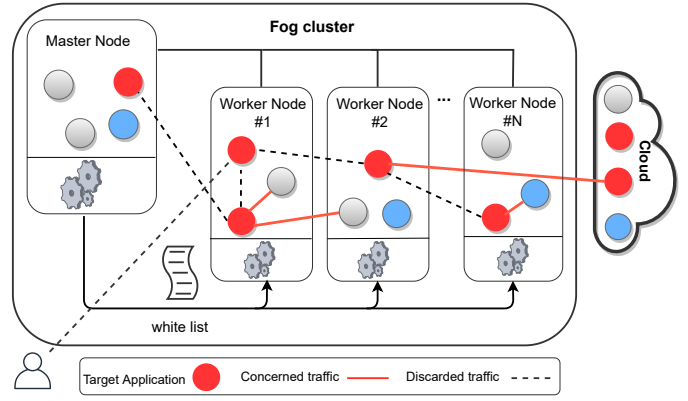 Fog cluster
Master Node
Worker Node
#1
Worker Node
#2
...
Worker Node
#N
Cloud
white list
Target Application
Concerned traffic
Discarded traffic